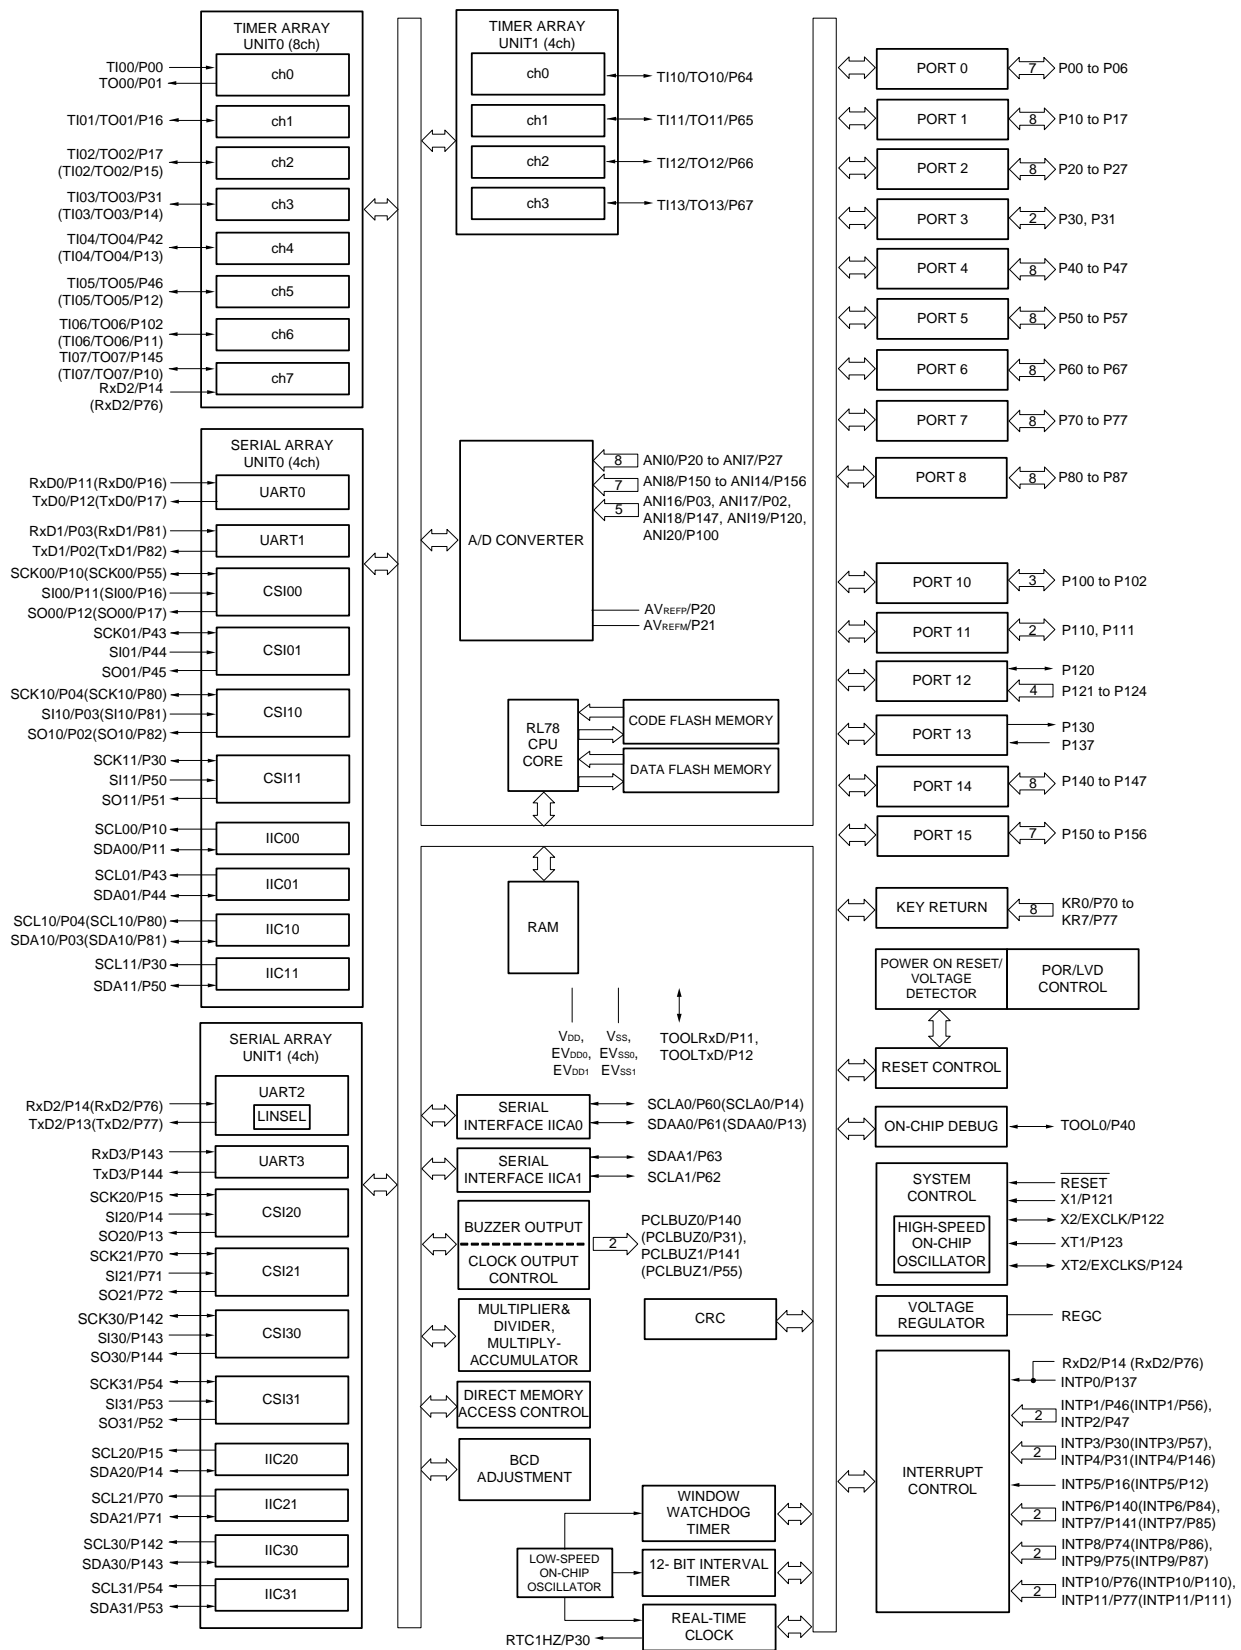 TIMER ARRAY
UNIT0 (8ch)
TI00/P00
TO00/P01
ch0
TI01/TO01/P16
ch1
TI02/TO02/P17
(TI02/TO02/P15)
ch2
TI03/TO03/P31
(TI03/TO03/P14)
ch3
TI04/TO04/P42
(TI04/TO04/P13)
ch4
TI05/TO05/P46
(TI05/TO05/P12)
ch5
TI06/TO06/P102
(TI06/TO06/P11)
ch6
TI07/TO07/P145
(TI07/TO07/P10)
ch7
RxD2/P14
(RxD2/P76)
SERIAL ARRAY
UNIT0 (4ch)
RxD0/P11(RxD0/P16)
TxD0/P12(TxD0/P17)
UART0
RxD1/P03(RxD1/P81)
TxD1/P02(TxD1/P82)
UART1
SCK00/P10(SCK00/P55)
SI00/P11(SI00/P16)
SO00/P12(SO00/P17)
CSI00
SCK01/P43
SI01/P44
SO01/P45
CSI01
SCK10/P04(SCK10/P80)
SI10/P03(SI10/P81)
SO10/P02(SO10/P82)
CSI10
SCK11/P30
SI11/P50
SO11/P51
CSI11
SCL00/P10
SDA00/P11
IIC00
SCL01/P43
SDA01/P44
IIC01
SCL10/P04(SCL10/P80)
SDA10/P03(SDA10/P81)
IIC10
SCL11/P30
SDA11/P50
IIC11
SERIAL ARRAY
UNIT1 (4ch)
UART2
LINSEL
RxD2/P14(RxD2/P76)
TxD2/P13(TxD2/P77)
RxD3/P143
TxD3/P144
UART3
SCK20/P15
SI20/P14
SO20/P13
CSI20
SCK21/P70
SI21/P71
SO21/P72
CSI21
SCK30/P142
SI30/P143
SO30/P144
CSI30
SCK31/P54
SI31/P53
SO31/P52
CSI31
SCL20/P15
SDA20/P14
IIC20
SCL21/P70
SDA21/P71
IIC21
SCL30/P142
SDA30/P143
IIC30
SCL31/P54
SDA31/P53
IIC31
TIMER ARRAY
UNIT1 (4ch)
ch0
TI10/TO10/P64
ch1
TI11/TO11/P65
ch2
TI12/TO12/P66
ch3
TI13/TO13/P67
A/D CONVERTER
8 ANI0/P20 to ANI7/P27
7 ANI8/P150 to ANI14/P156
5 ANI16/P03, ANI17/P02,
ANI18/P147, ANI19/P120,
ANI20/P100
AVREFP/P20
AVREFM/P21
RL78
CPU
CORE
CODE FLASH MEMORY
DATA FLASH MEMORY
RAM
VDD,
EVDD0,
EVDD1
VSS,
EVSS0,
EVSS1
TOOLRxD/P11,
TOOLTxD/P12
SERIAL
INTERFACE IICA0
SCLA0/P60(SCLA0/P14)
SDAA0/P61(SDAA0/P13)
SERIAL
INTERFACE IICA1
SDAA1/P63
SCLA1/P62
BUZZER OUTPUT
CLOCK OUTPUT
CONTROL
2
PCLBUZ0/P140
(PCLBUZ0/P31),
PCLBUZ1/P141
(PCLBUZ1/P55)
MULTIPLIER&
DIVIDER,
MULTIPLY-
ACCUMULATOR
CRC
DIRECT MEMORY
ACCESS CONTROL
BCD
ADJUSTMENT
WINDOW
WATCHDOG
TIMER
LOW-SPEED
ON-CHIP
OSCILLATOR
12- BIT INTERVAL
TIMER
REAL-TIME
CLOCK
RTC1HZ/P30
PORT 0 7 P00 to P06
PORT 1 8 P10 to P17
PORT 2 8 P20 to P27
PORT 3 2 P30, P31
PORT 4 8 P40 to P47
PORT 5 8 P50 to P57
PORT 6 8 P60 to P67
PORT 7 8 P70 to P77
PORT 8 8 P80 to P87
PORT 10 3 P100 to P102
PORT 11 2 P110, P111
PORT 12
P120
4 P121 to P124
PORT 13
P130
P137
PORT 14 8 P140 to P147
PORT 15 7 P150 to P156
KEY RETURN 8
KR0/P70 to
KR7/P77
POWER ON RESET/
VOLTAGE
DETECTOR
POR/LVD
CONTROL
RESET CONTROL
ON-CHIP DEBUG
TOOL0/P40
SYSTEM
CONTROL
HIGH-SPEED
ON-CHIP
OSCILLATOR
RESET
X1/P121
X2/EXCLK/P122
XT1/P123
XT2/EXCLKS/P124
VOLTAGE
REGULATOR
REGC
INTERRUPT
CONTROL
RxD2/P14 (RxD2/P76)
INTP0/P137
2 INTP1/P46(INTP1/P56),
INTP2/P47
2 INTP3/P30(INTP3/P57),
INTP4/P31(INTP4/P146)
INTP5/P16(INTP5/P12)
2 INTP6/P140(INTP6/P84),
INTP7/P141(INTP7/P85)
2 INTP8/P74(INTP8/P86),
INTP9/P75(INTP9/P87)
2 INTP10/P76(INTP10/P110),
INTP11/P77(INTP11/P111)